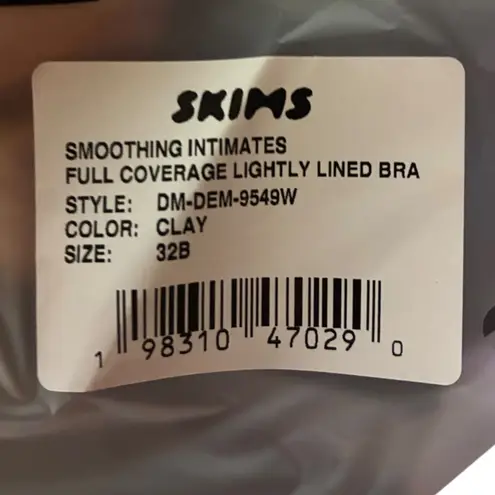 SKIMS
SMOOTHING INTIMATES
FULL COVERAGE LIGHTLY LINED BRA
STYLE: DM-DEM-9549W
COLOR: CLAY
SIZE: 32B
1 98310 47029 0